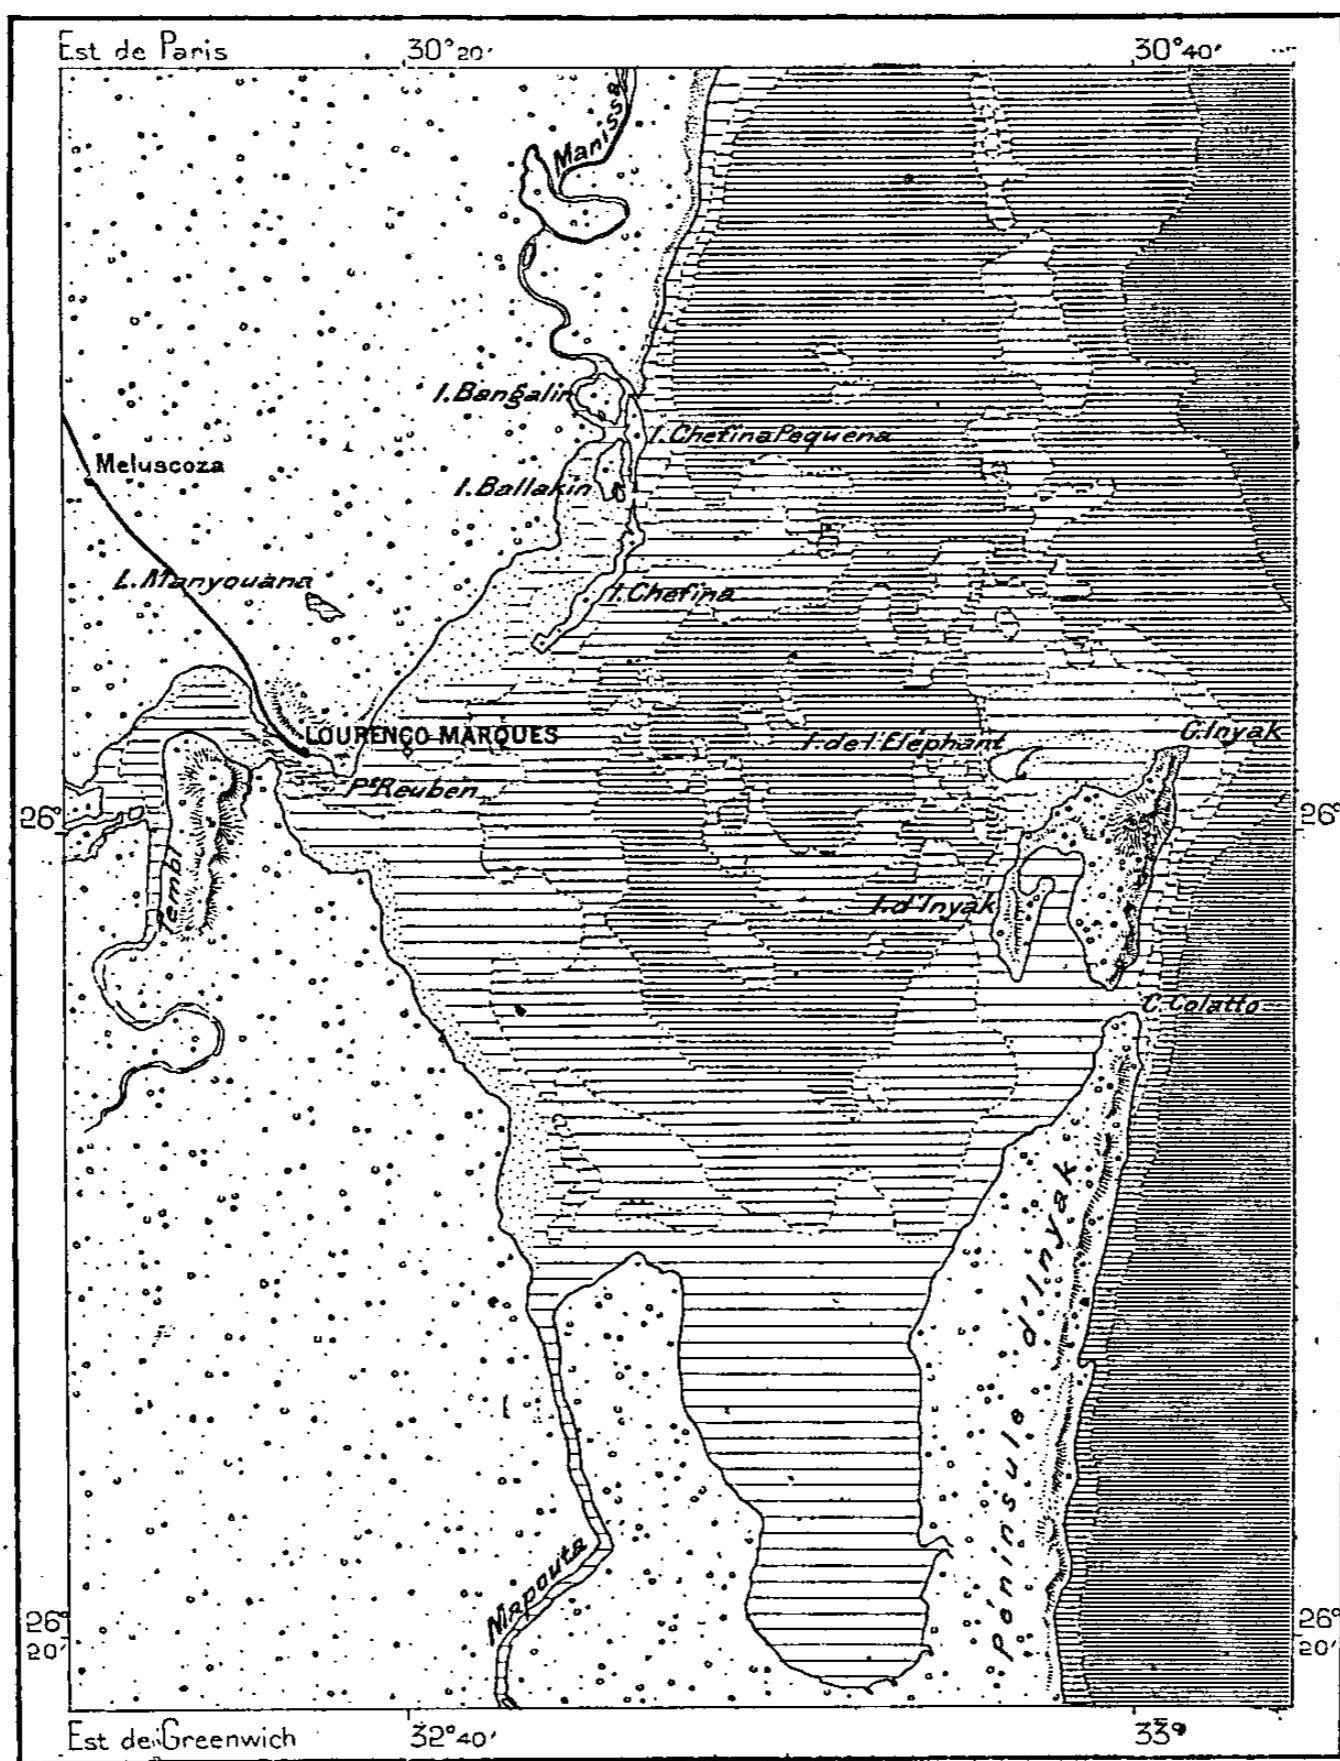 Est de Paris
30°20'
30°40'
Manissa
I. Bangalin
I. Chefina Pequena
Meluscoza
I. Ballakin
L. Manyouana
I. Chefina
LOURENÇO MARQUES
I. de l'Eléphant
C. Inyak
Pte Reuben
26°
26°
Tembi
I. d'Inyak
C. Colatto
Péninsule d'Inyak
Mapouta
26°
20'
26°
20'
Est de Greenwich
32°40'
33°